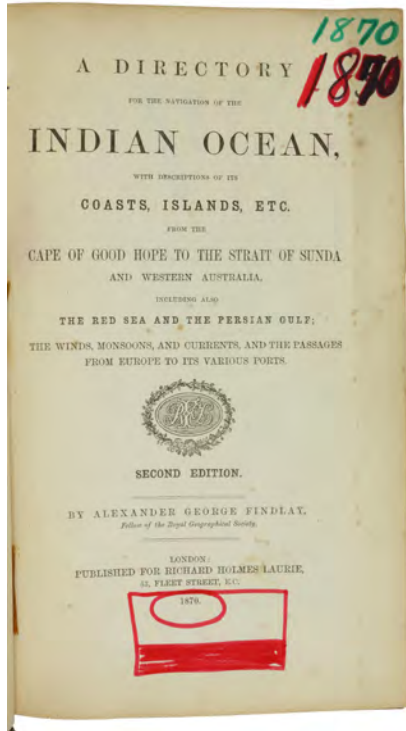 1870
1870
A DIRECTORY
FOR THE NAVIGATION OF THE
INDIAN OCEAN,
WITH DESCRIPTIONS OF ITS
COASTS, ISLANDS, ETC.
FROM THE
CAPE OF GOOD HOPE TO THE STRAIT OF SUNDA
AND WESTERN AUSTRALIA,
INCLUDING ALSO
THE RED SEA AND THE PERSIAN GULF;
THE WINDS, MONSOONS, AND CURRENTS, AND THE PASSAGES
FROM EUROPE TO ITS VARIOUS PORTS.
SECOND EDITION.
BY ALEXANDER GEORGE FINDLAY,
Fellow of the Royal Geographical Society.
LONDON:
PUBLISHED FOR RICHARD HOLMES LAURIE,
53, FLEET STREET, E.C.
1870.